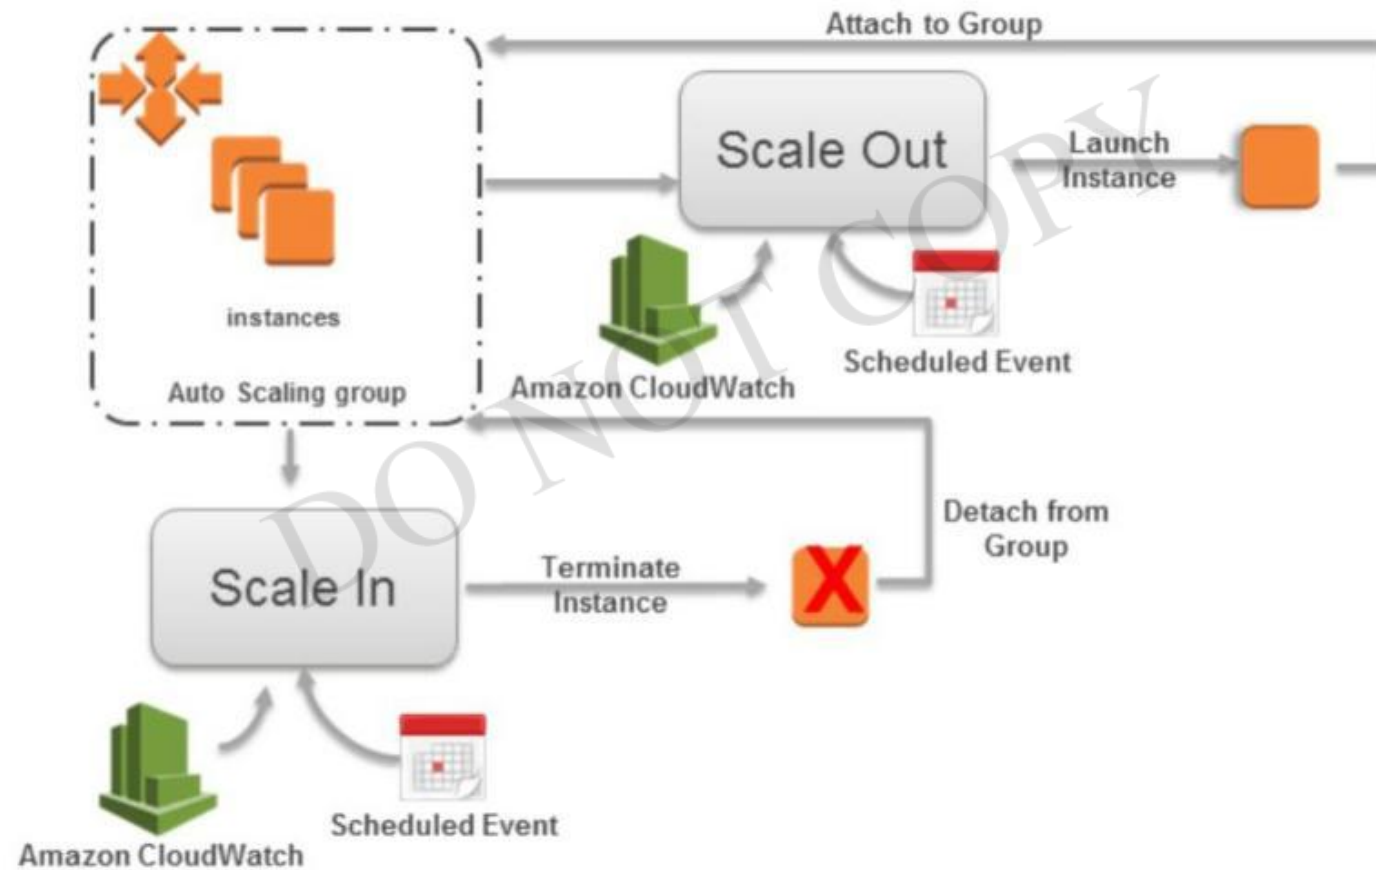 Attach to Group
Scale Out
Launch
Instance
instances
Scheduled Event
Amazon CloudWatch
Auto Scaling group
Detach from
Group
Scale In
Terminate
Instance
X
Scheduled Event
Amazon CloudWatch
DO NOT COPY